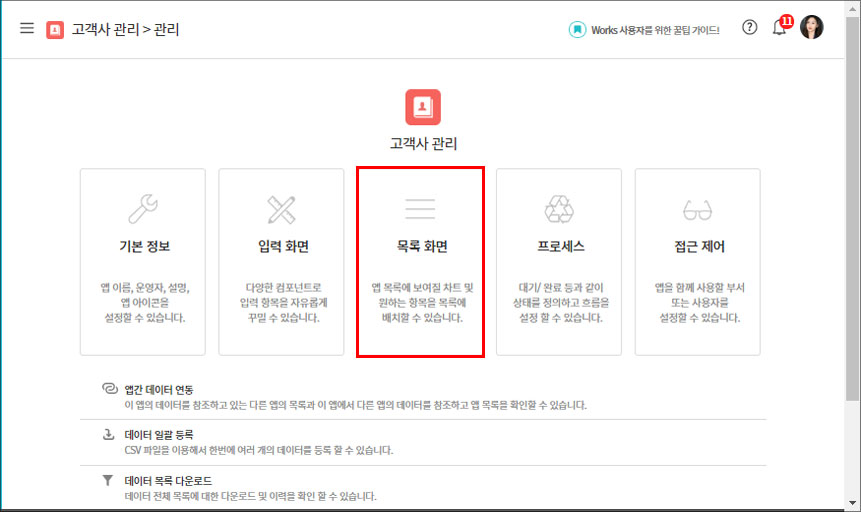 고객사 관리 > 관리
Works 사용자를 위한 꿀팁 가이드!
11
고객사 관리
기본 정보
앱 이름, 운영자, 설명,
앱 아이콘을
설정할 수 있습니다.
입력 화면
다양한 컴포넌트로
입력 항목을 자유롭게
꾸밀 수 있습니다.
목록 화면
앱 목록에 보여질 차트 및
원하는 항목을 목록에
배치할 수 있습니다.
프로세스
대기/ 완료 등과 같이
상태를 정의하고 흐름을
설정 할 수 있습니다.
접근 제어
앱을 함께 사용할 부서
또는 사용자를
설정할 수 있습니다.
앱간 데이터 연동
이 앱의 데이터를 참조하고 있는 다른 앱의 목록과 이 앱에서 다른 앱의 데이터를 참조하고 앱 목록을 확인할 수 있습니다.
데이터 일괄 등록
CSV 파일을 이용해서 한번에 여러 개의 데이터를 등록 할 수 있습니다.
데이터 목록 다운로드
데이터 전체 목록에 대한 다운로드 및 이력을 확인 할 수 있습니다.